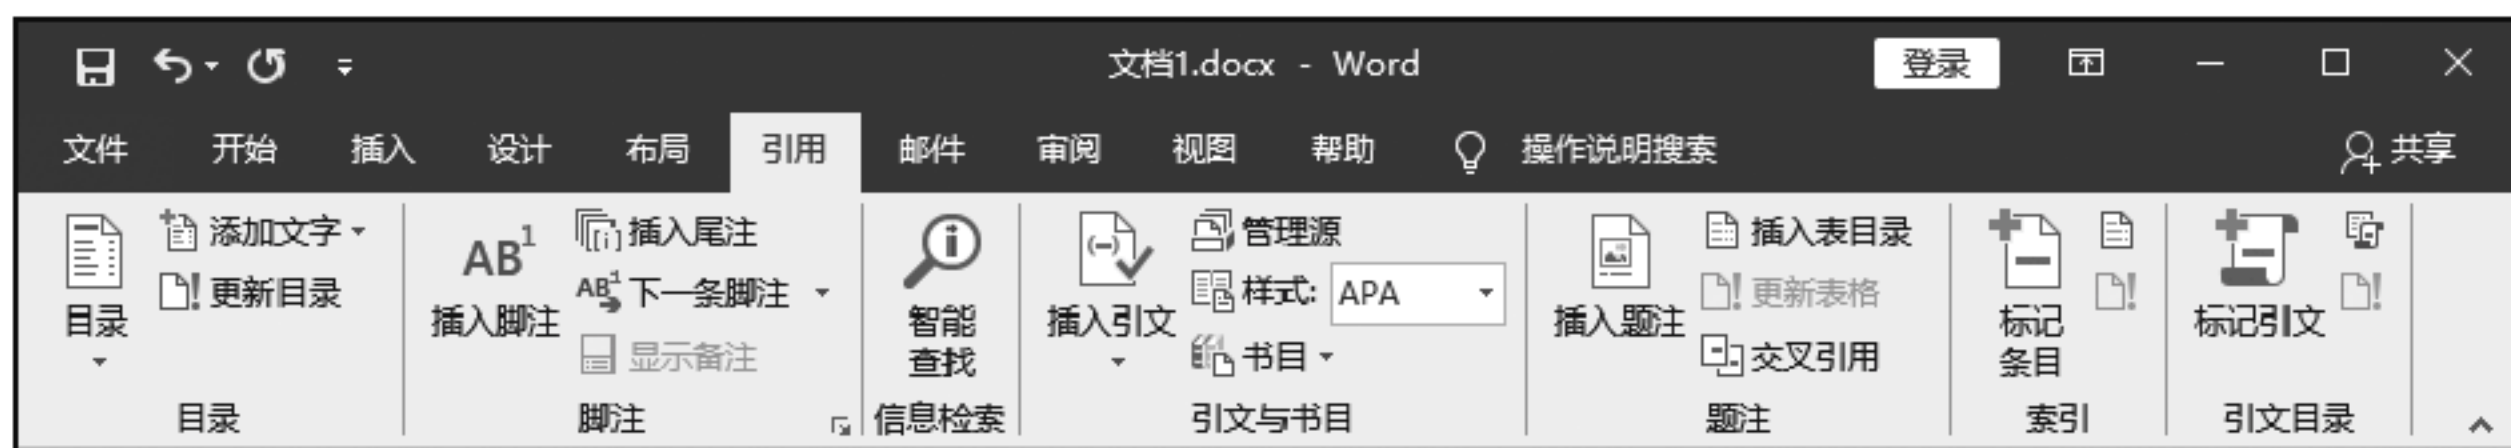 文档1.docx - Word 登录
文件 开始 插入 设计 布局 引用 邮件 审阅 视图 帮助 操作说明搜索 共享
目录
添加文字
更新目录
目录
AB1
插入脚注
插入尾注
AB1 下一条脚注
显示备注
脚注
智能
查找
信息检索
插入引文
管理源
样式: APA
书目
引文与书目
插入题注
插入表目录
更新表格
交叉引用
题注
标记
条目
索引
标记引文
引文目录